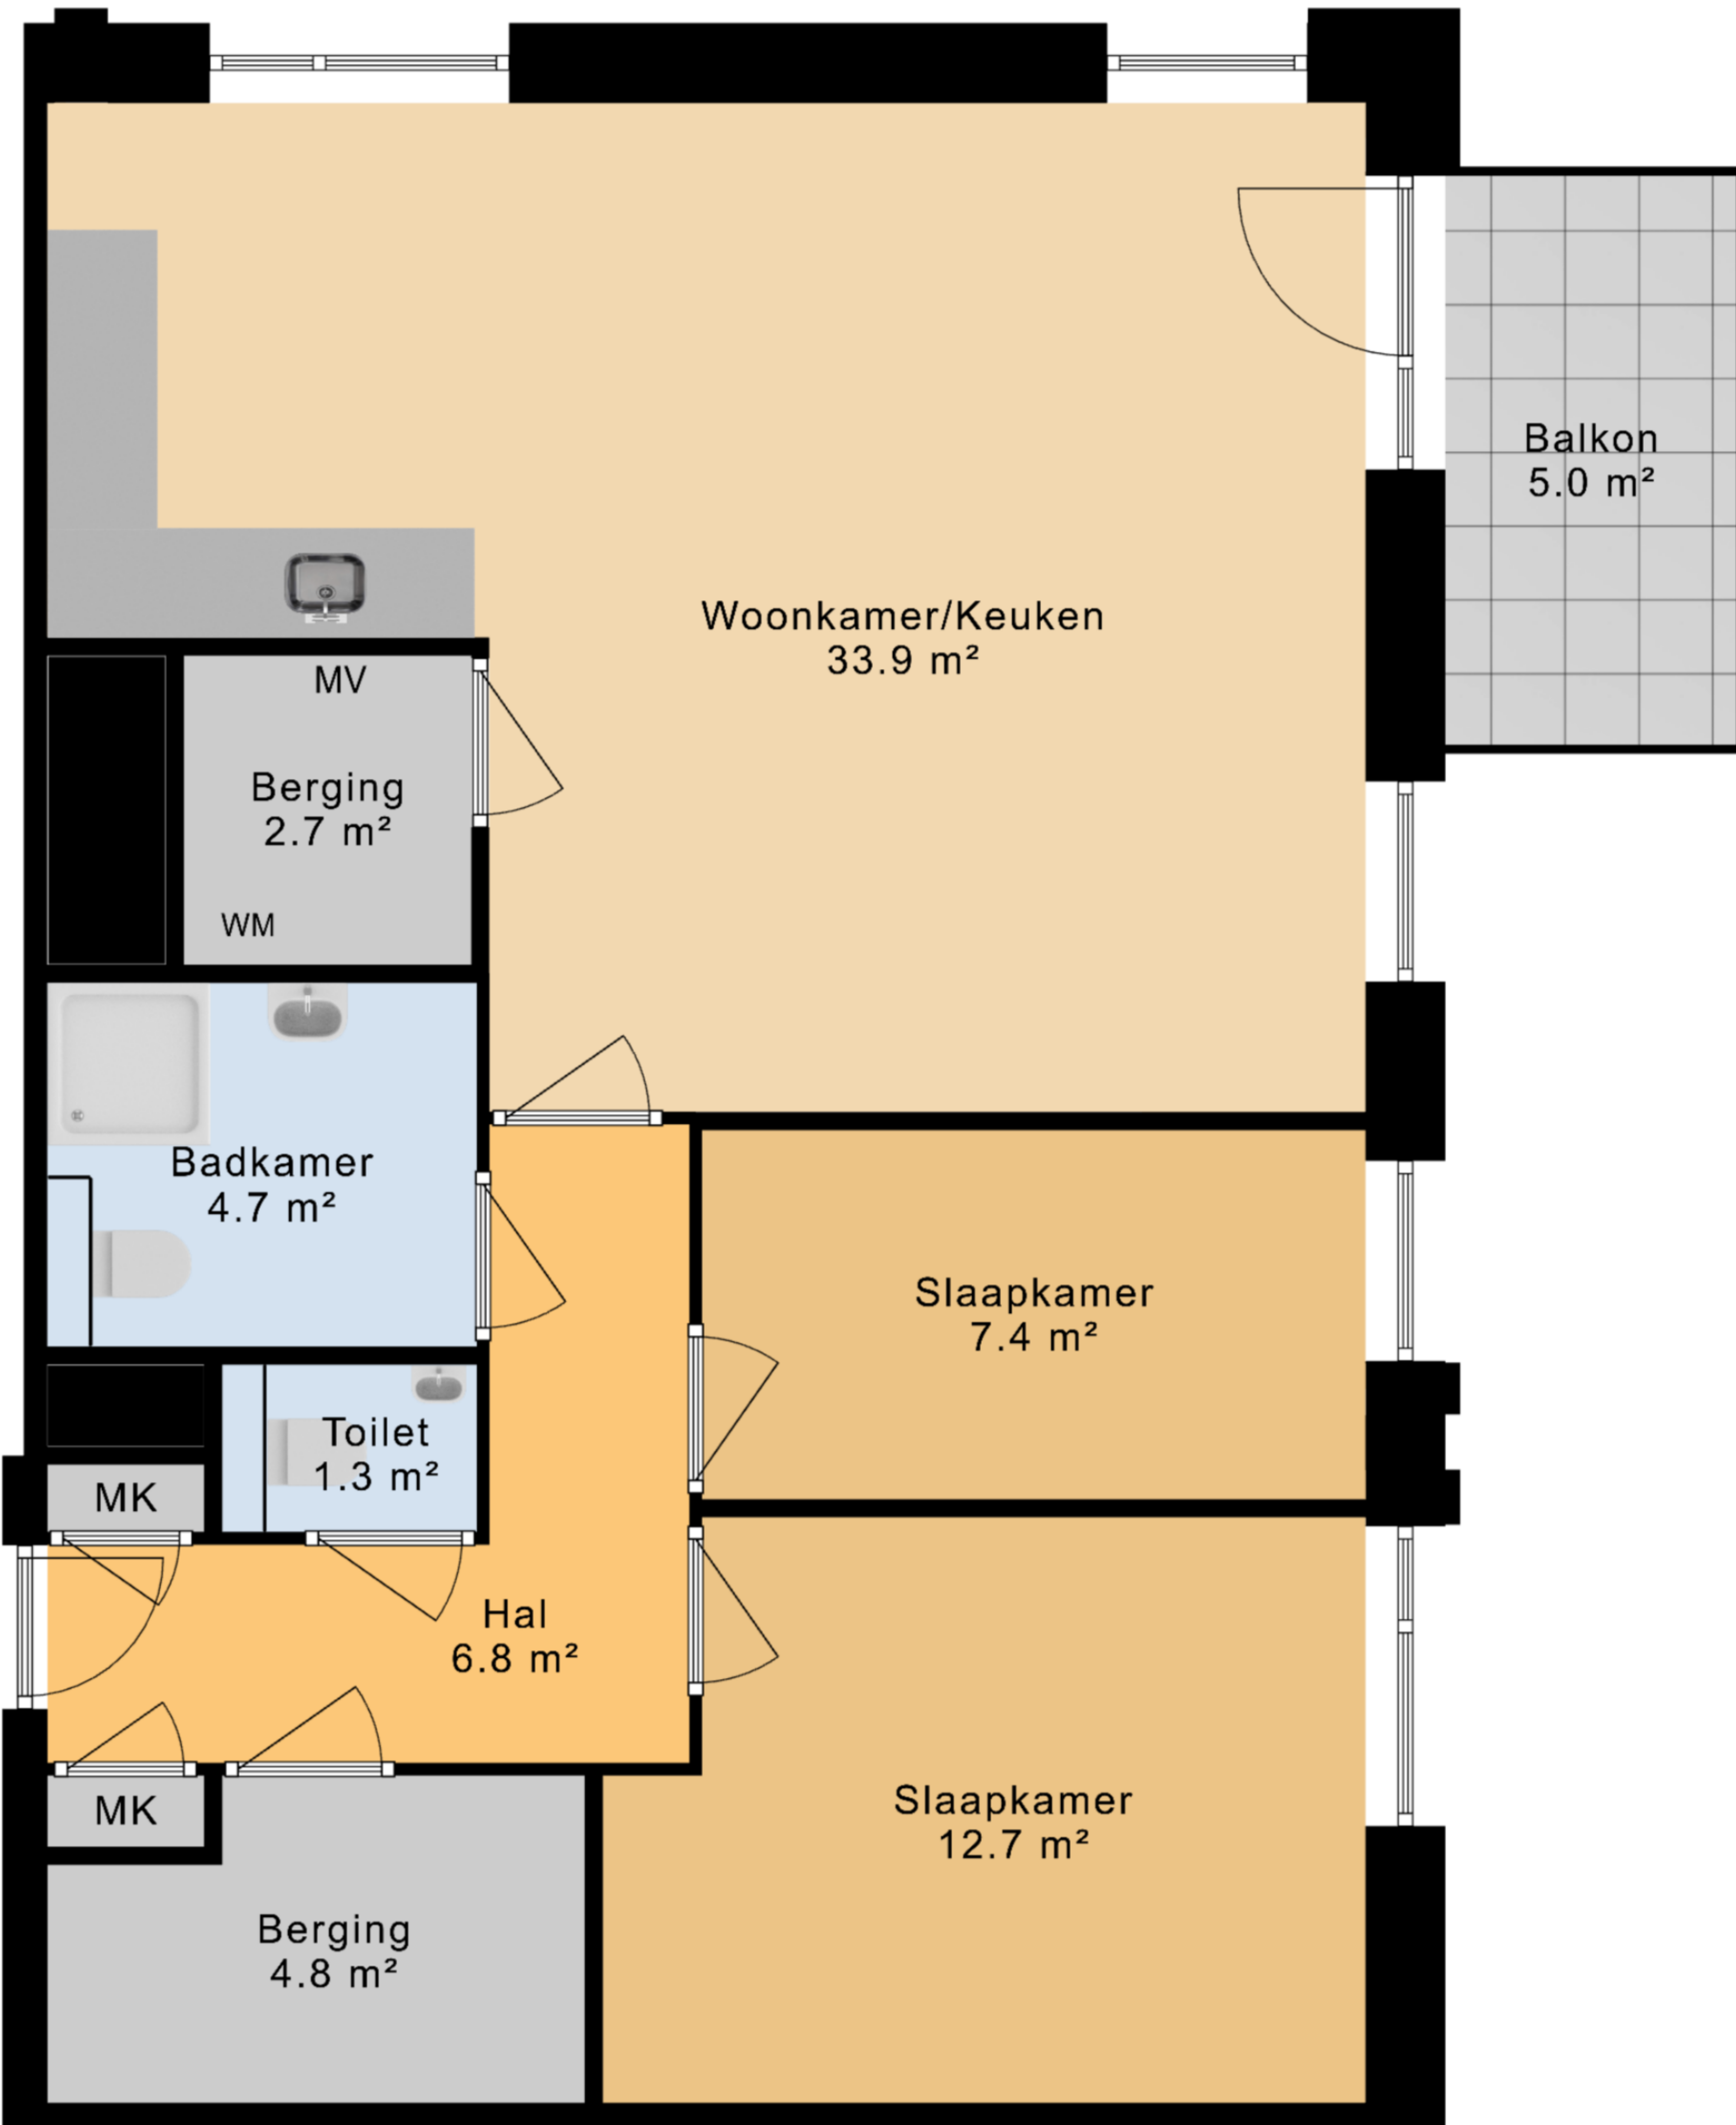 Balkon
5.0 m²
Woonkamer/Keuken
33.9 m²
MV
Berging
2.7 m²
WM
Badkamer
4.7 m²
Slaapkamer
7.4 m²
Toilet
1.3 m²
MK
Hal
6.8 m²
MK
Slaapkamer
12.7 m²
Berging
4.8 m²